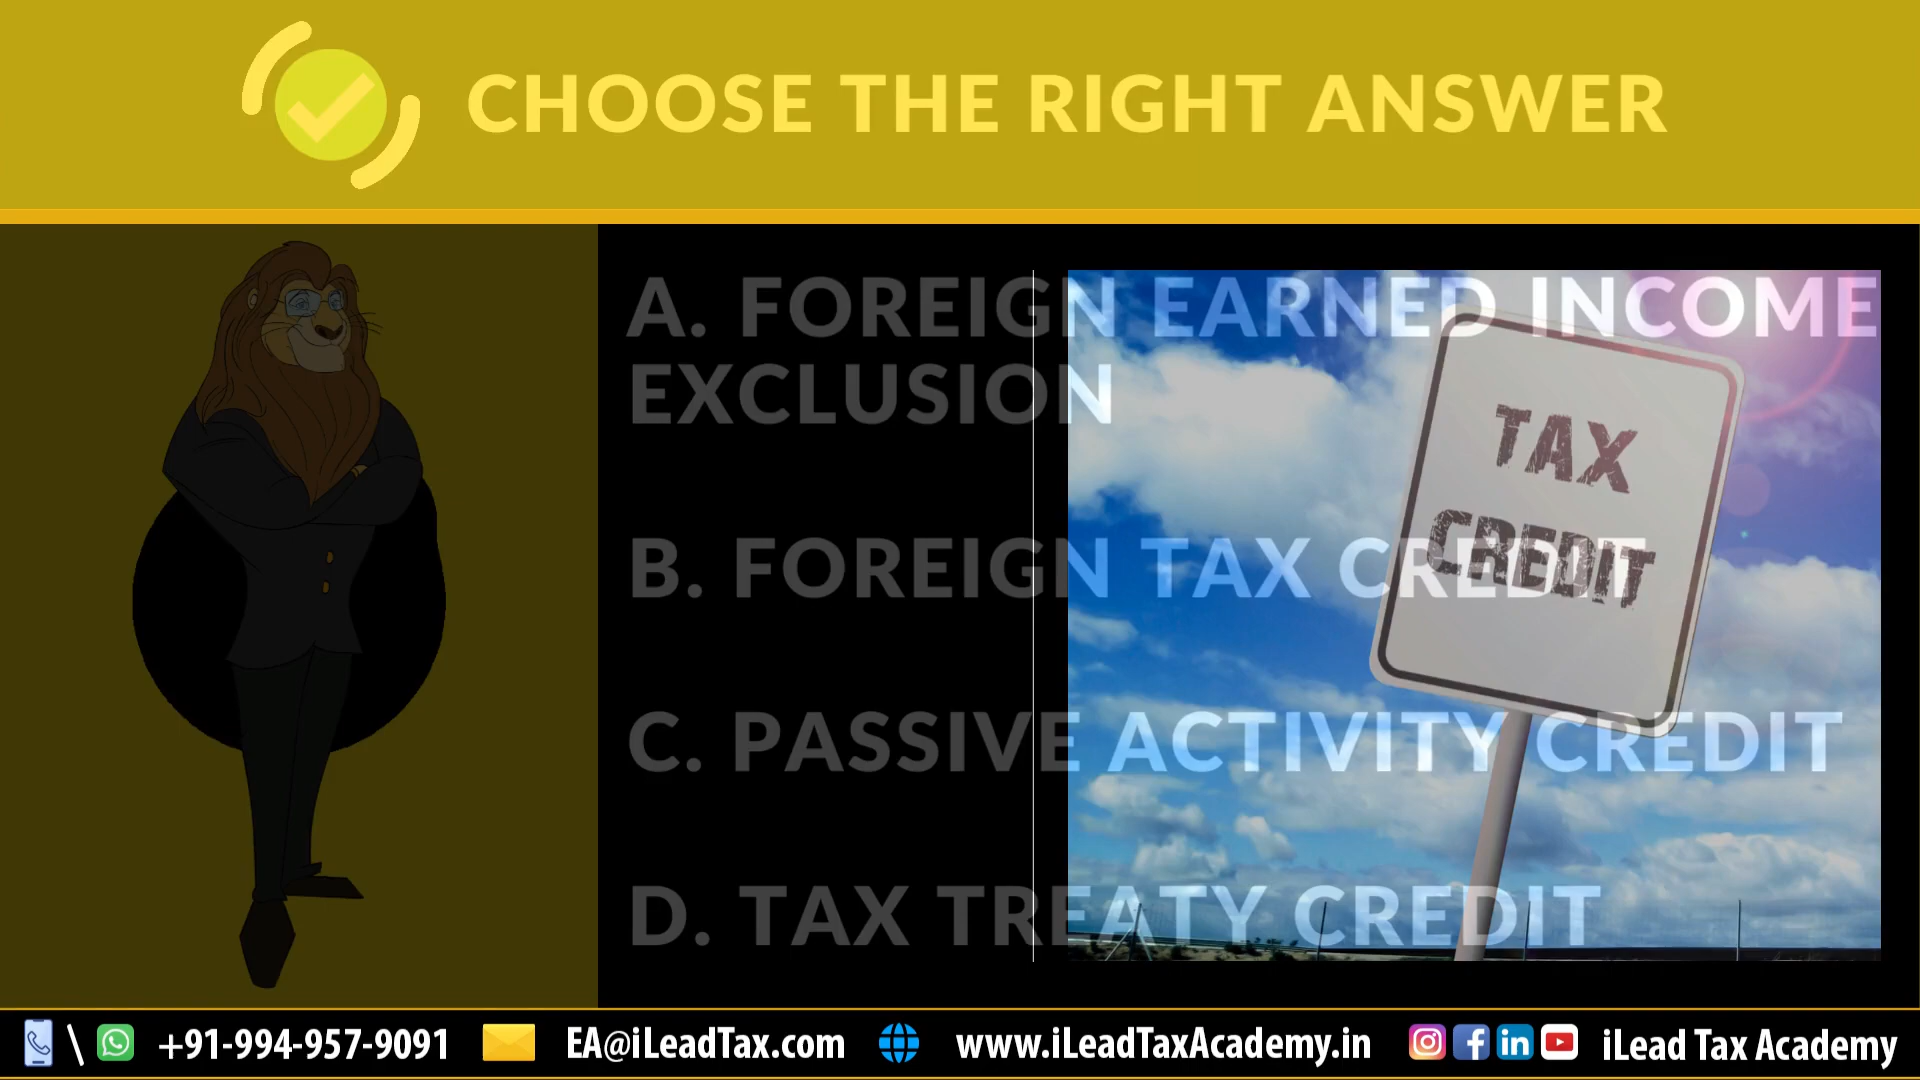 CHOOSE THE RIGHT ANSWER
A. FOREIGN EARNED INCOME
EXCLUSION
B. FOREIGN TAX CREDIT
C. PASSIVE ACTIVITY CREDIT
D. TAX TREATY CREDIT
TAX
CREDIT
\ +91-994-957-9091 EA@iLeadTax.com www.iLeadTaxAcademy.in iLead Tax Academy